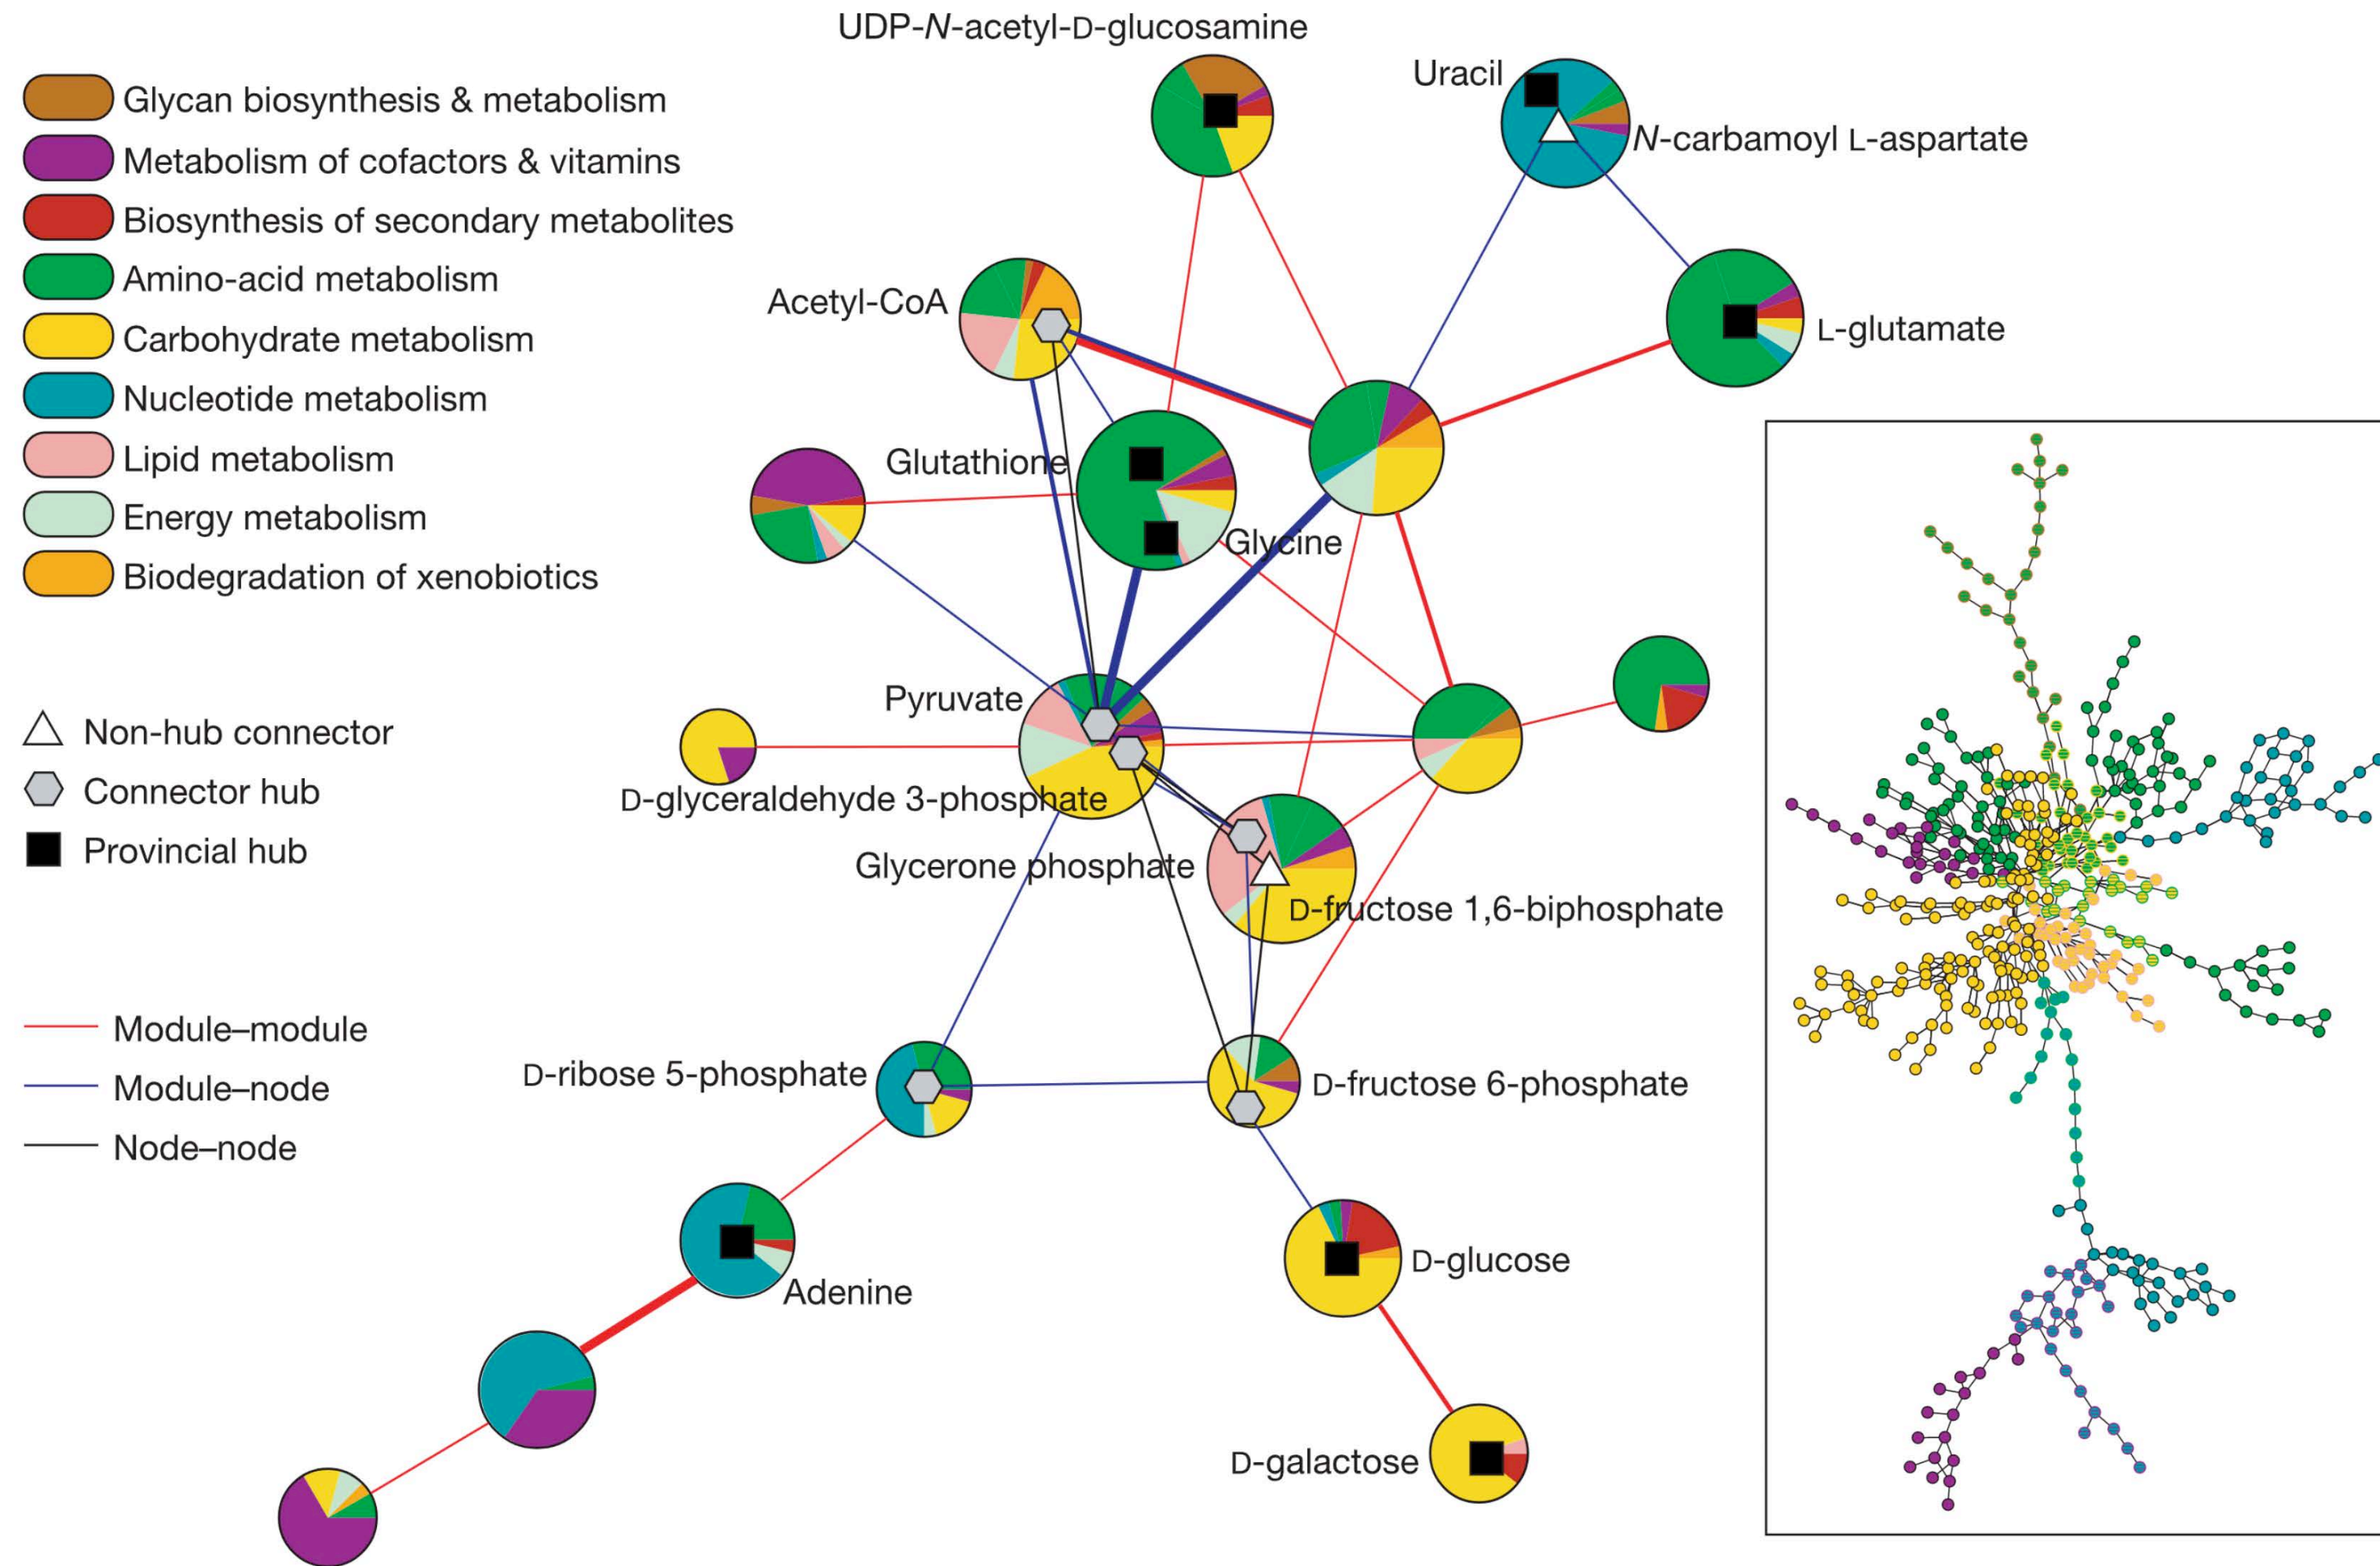 UDP-N-acetyl-D-glucosamine
Uracil
N-carbamoyl L-aspartate
Glycan biosynthesis & metabolism
Metabolism of cofactors & vitamins
Biosynthesis of secondary metabolites
Amino-acid metabolism
Carbohydrate metabolism
Nucleotide metabolism
Lipid metabolism
Energy metabolism
Biodegradation of xenobiotics
Acetyl-CoA
L-glutamate
Glutathione
Glycine
Non-hub connector
Connector hub
Provincial hub
Pyruvate
D-glyceraldehyde 3-phosphate
Glycerone phosphate
D-fructose 1,6-biphosphate
Module–module
Module–node
Node–node
D-ribose 5-phosphate
D-fructose 6-phosphate
Adenine
D-glucose
D-galactose